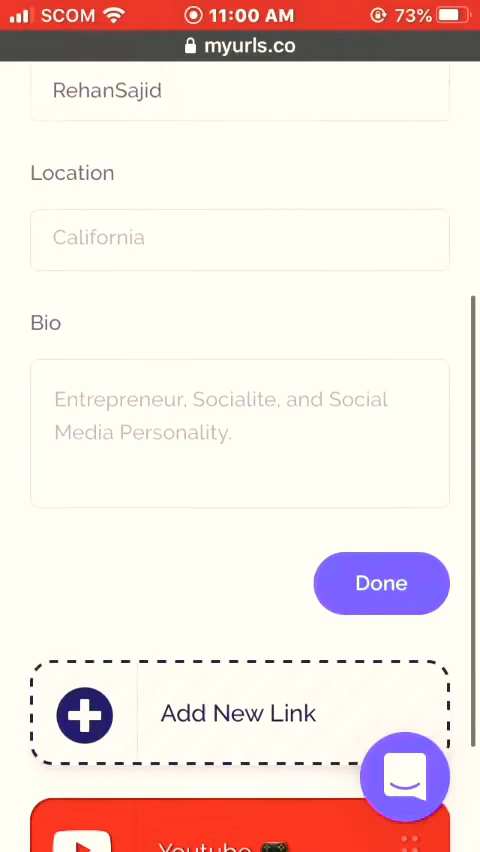 SCOM
11:00 AM
73%
myurls.co
RehanSajid
Location
California
Bio
Entrepreneur, Socialite, and Social
Media Personality.
Done
Add New Link
Youtube